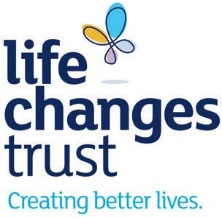 life
changes
trust
Creating better lives.